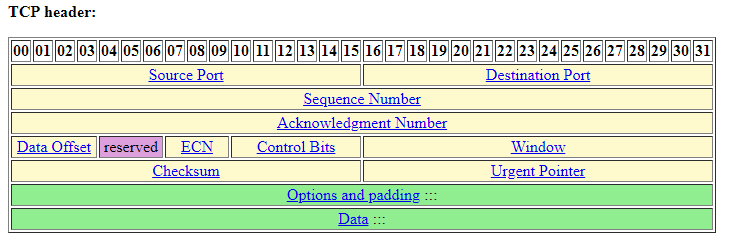 TCP header:
00 01 02 03 04 05 06 07 08 09 10 11 12 13 14 15 16 17 18 19 20 21 22 23 24 25 26 27 28 29 30 31
Source Port Destination Port
Sequence Number
Acknowledgment Number
Data Offset reserved ECN Control Bits Window
Checksum Urgent Pointer
Options and padding :::
Data :::